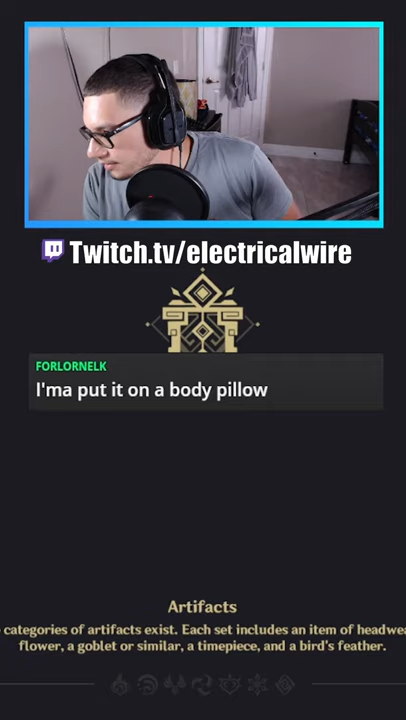 Twitch.tv/electricalwire
FORLORNELK
I'ma put it on a body pillow
Artifacts
categories of artifacts exist. Each set includes an item of
flower, a goblet or similar, a timepiece, and a bird's feather.